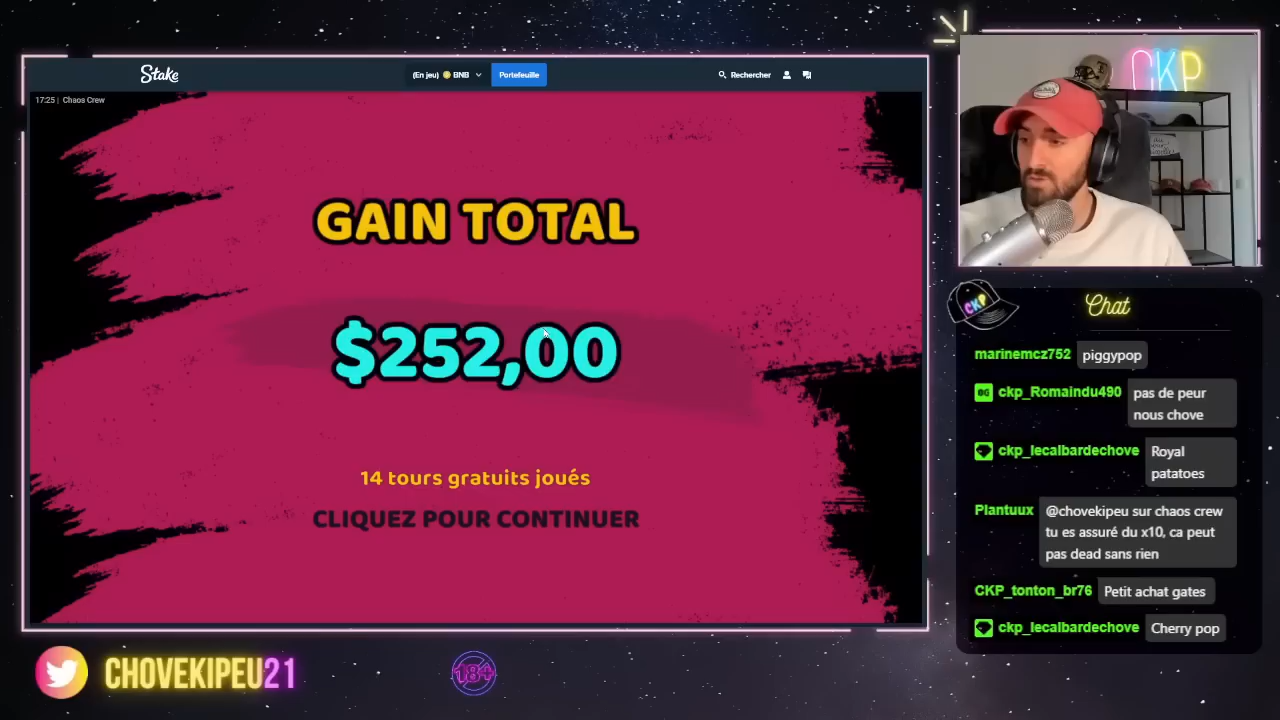 Stake
(En jeu) BNB
Portefeuille
Rechercher
17:25 | Chaos Crew
GAIN TOTAL
$252,00
14 tours gratuits joués
CLIQUEZ POUR CONTINUER
CKP
CKP
Chat
marinemcz752 piggypop
OG ckp_Romaindu490 pas de peur
nous chove
ckp_lecalbardechove Royal
patatoes
Plantuux @chovekipeu sur chaos crew
tu es assuré du x10, ca peut
pas dead sans rien
CKP_tonton_br76 Petit achat gates
ckp_lecalbardechove Cherry pop
CHOVEKIPEU21
18+